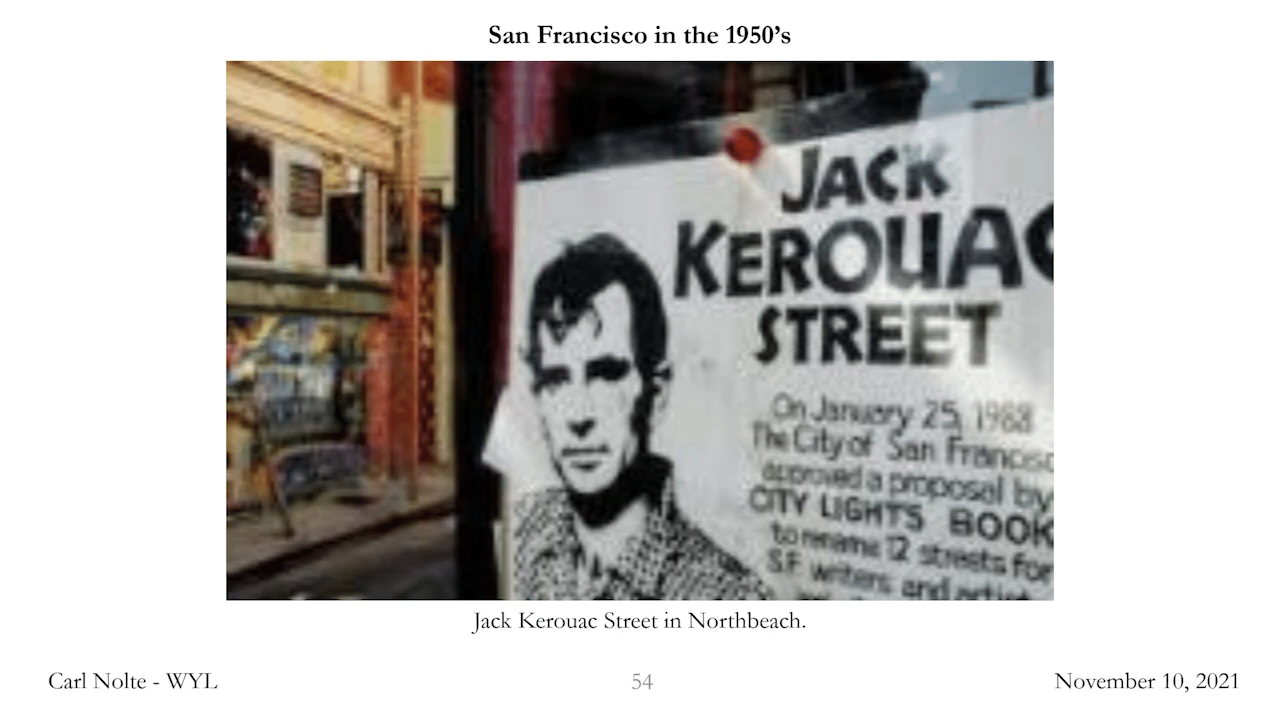 San Francisco in the 1950’s
JACK
KEROUAC
STREET
On January 25, 1988
The City of San Francisc
approved a proposal by
CITY LIGHTS BOOK
to rename 12 streets for
S.F. writers and artist
Jack Kerouac Street in Northbeach.
Carl Nolte - WYL
54
November 10, 2021